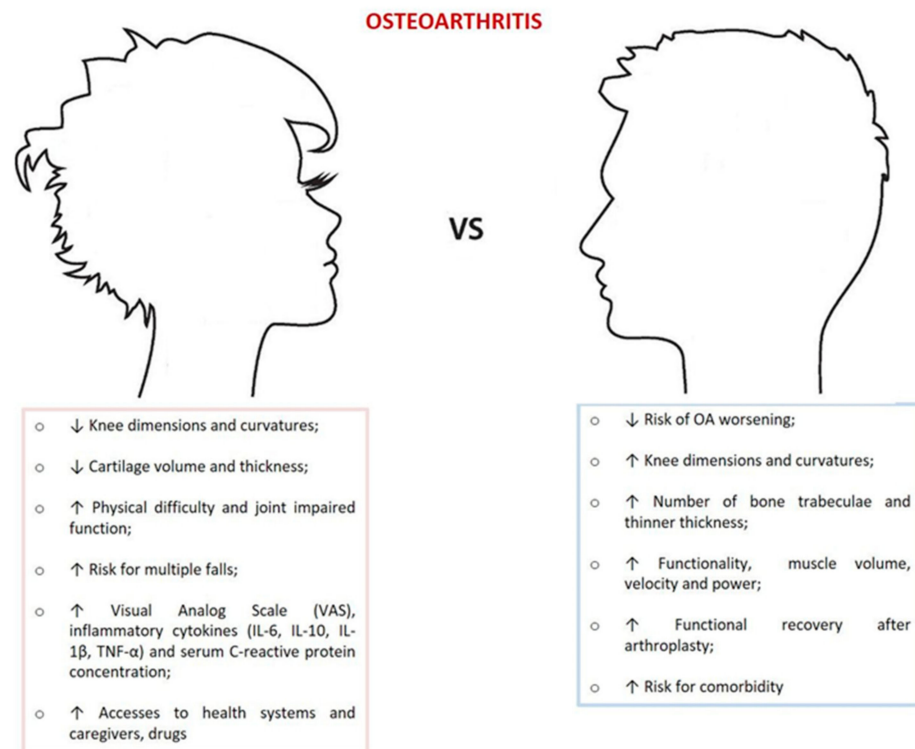 OSTEOARTHRITIS
VS
○ ↓ Knee dimensions and curvatures;
○ ↓ Cartilage volume and thickness;
○ ↑ Physical difficulty and joint impaired
function;
○ ↑ Risk for multiple falls;
○ ↑ Visual Analog Scale (VAS),
inflammatory cytokines (IL-6, IL-10, IL-
1β, TNF-α) and serum C-reactive protein
concentration;
○ ↑ Accesses to health systems and
caregivers, drugs
○ ↓ Risk of OA worsening;
○ ↑ Knee dimensions and curvatures;
○ ↑ Number of bone trabeculae and
thinner thickness;
○ ↑ Functionality, muscle volume,
velocity and power;
○ ↑ Functional recovery after
arthroplasty;
○ ↑ Risk for comorbidity